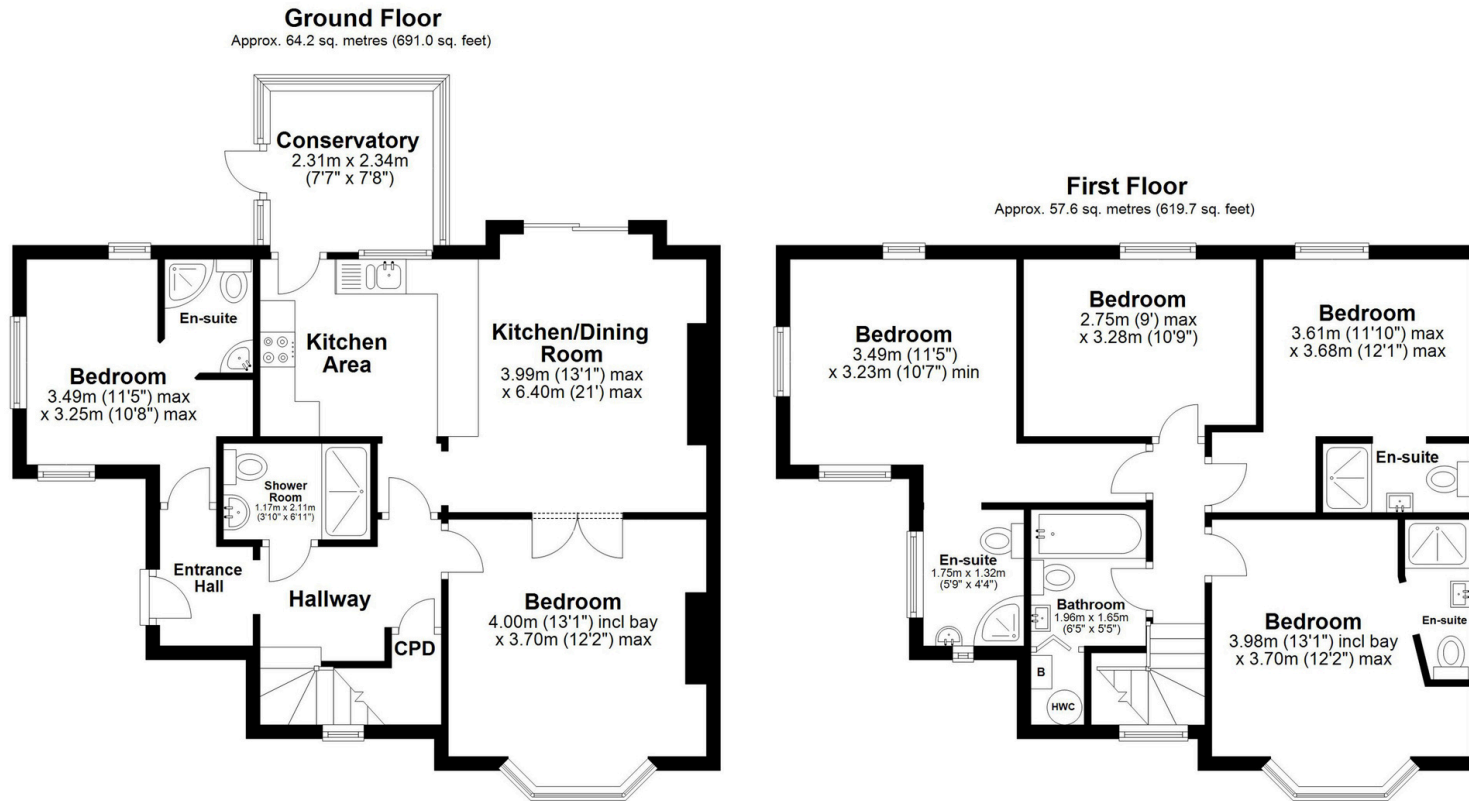 Ground Floor
Approx. 64.2 sq. metres (691.0 sq. feet)
Conservatory
2.31m x 2.34m
(7'7" x 7'8")
En-suite
Kitchen
Area
Kitchen/Dining
Room
3.99m (13'1") max
x 6.40m (21') max
Bedroom
3.49m (11'5") max
x 3.25m (10'8") max
Shower
Room
1.17m x 2.11m
(3'10" x 6'11")
Entrance
Hall
Hallway
CPD
Bedroom
4.00m (13'1") incl bay
x 3.70m (12'2") max
First Floor
Approx. 57.6 sq. metres (619.7 sq. feet)
Bedroom
3.49m (11'5")
x 3.23m (10'7") min
Bedroom
2.75m (9') max
x 3.28m (10'9")
Bedroom
3.61m (11'10") max
x 3.68m (12'1") max
En-suite
En-suite
1.75m x 1.32m
(5'9" x 4'4")
Bathroom
1.96m x 1.65m
(6'5" x 5'5")
B
HWC
Bedroom
3.98m (13'1") incl bay
x 3.70m (12'2") max
En-suite